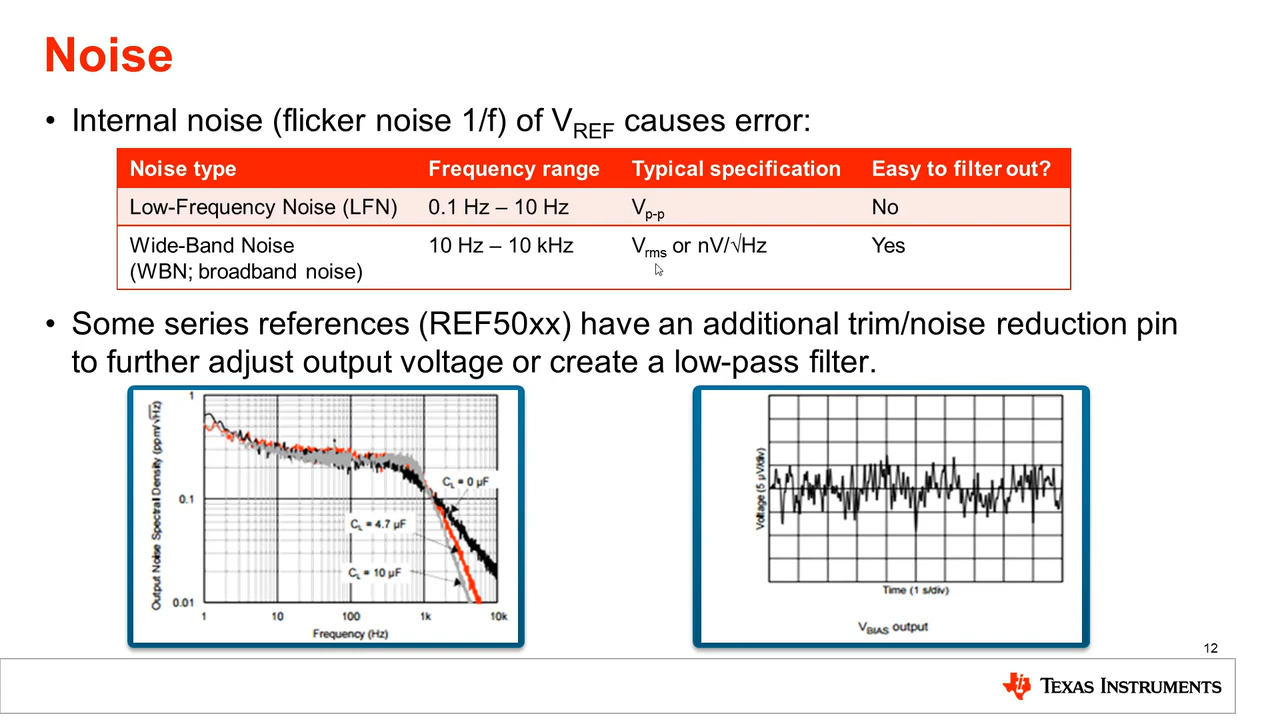 Noise
• Internal noise (flicker noise 1/f) of VREF causes error:
Noise type Frequency range Typical specification Easy to filter out?
Low-Frequency Noise (LFN) 0.1 Hz – 10 Hz Vp-p No
Wide-Band Noise 10 Hz – 10 kHz Vrms or nV/√Hz Yes
(WBN; broadband noise)
• Some series references (REF50xx) have an additional trim/noise reduction pin
to further adjust output voltage or create a low-pass filter.
Output Noise Spectral Density (ppm/√Hz)
1
0.1
0.01
CL = 0 µF
CL = 4.7 µF
CL = 10 µF
1 10 100 1k 10k
Frequency (Hz)
Voltage (5 µV/div)
Time (1 s/div)
VBIAS output
12
TEXAS INSTRUMENTS